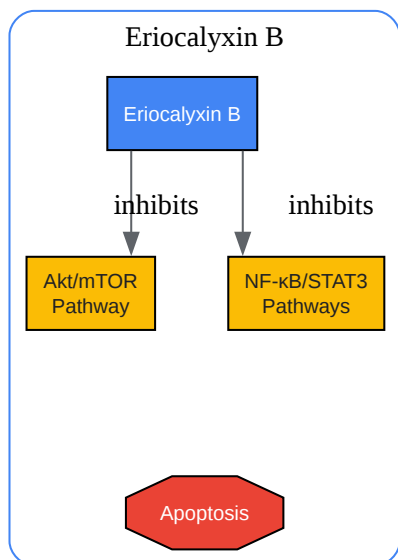 Eriocalyxin B
Eriocalyxin B
inhibits
inhibits
Akt/mTOR
Pathway
NF-κB/STAT3
Pathways
Apoptosis